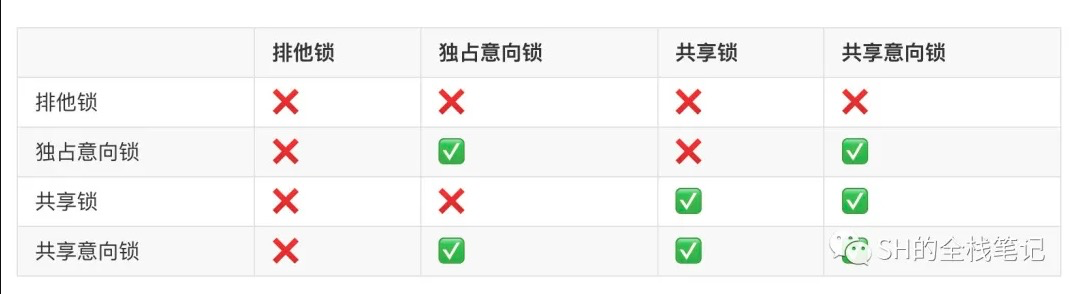 排他锁 独占意向锁 共享锁 共享意向锁
排他锁 ❌ ❌ ❌ ❌
独占意向锁 ❌ ✅ ❌ ✅
共享锁 ❌ ❌ ✅ ✅
共享意向锁 ❌ ✅ ✅ ✅
SH的全栈笔记